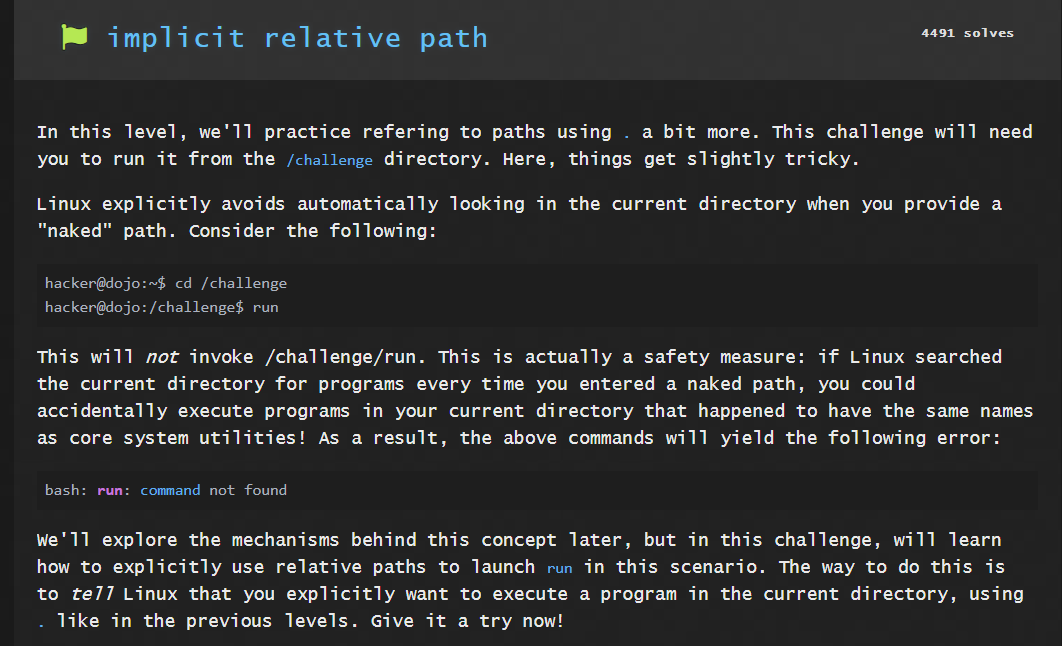 implicit relative path
4491 solves
In this level, we'll practice refering to paths using . a bit more. This challenge will need
you to run it from the /challenge directory. Here, things get slightly tricky.
Linux explicitly avoids automatically looking in the current directory when you provide a
"naked" path. Consider the following:
hacker@dojo:~$ cd /challenge
hacker@dojo:/challenge$ run
This will not invoke /challenge/run. This is actually a safety measure: if Linux searched
the current directory for programs every time you entered a naked path, you could
accidentally execute programs in your current directory that happened to have the same names
as core system utilities! As a result, the above commands will yield the following error:
bash: run: command not found
We'll explore the mechanisms behind this concept later, but in this challenge, will learn
how to explicitly use relative paths to launch run in this scenario. The way to do this is
to tell Linux that you explicitly want to execute a program in the current directory, using
. like in the previous levels. Give it a try now!